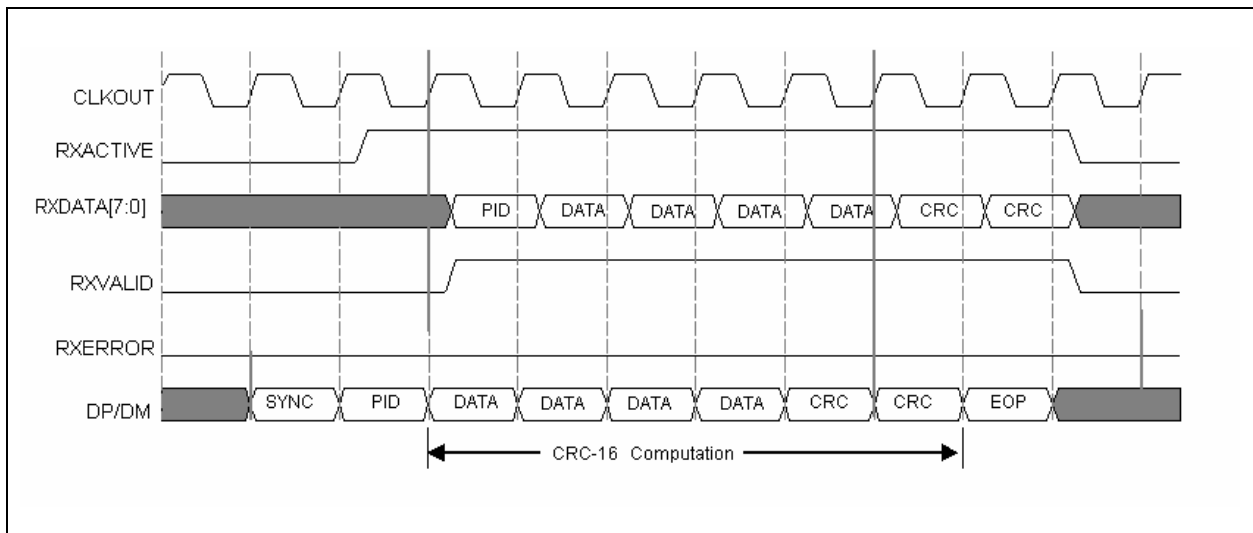 CLKOUT
RXACTIVE
RXDATA[7:0] PID DATA DATA DATA DATA CRC CRC
RXVALID
RXERROR
DP/DM SYNC PID DATA DATA DATA DATA CRC CRC EOP
CRC-16 Computation